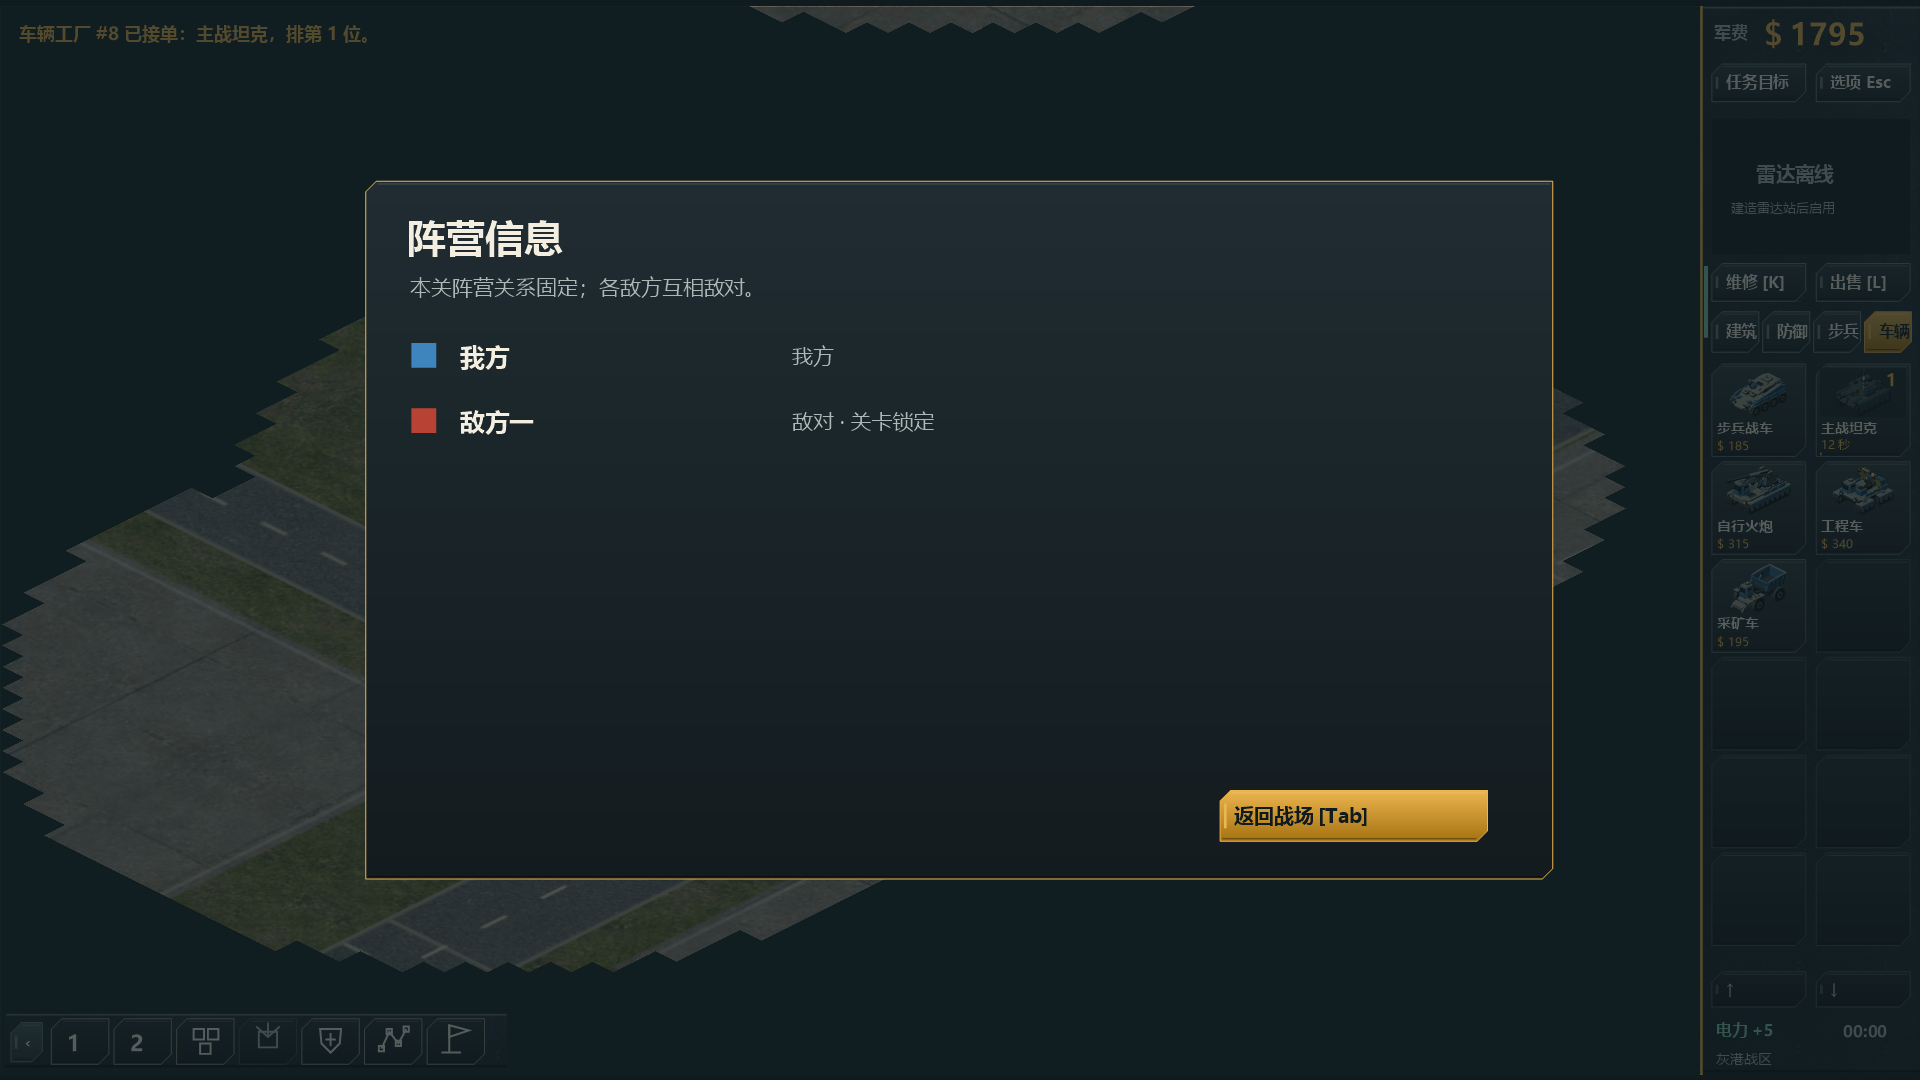 车辆工厂 #8 已接单：主战坦克，排第 1 位。
军费 $ 1795
任务目标
选项 Esc
雷达离线
建造雷达站后启用
维修 [K]
出售 [L]
建筑
防御
步兵
车辆
步兵战车
$ 185
1
主战坦克
12 秒
自行火炮
$ 315
工程车
$ 340
采矿车
$ 195
↑
↓
电力 +5
00:00
灰港战区
阵营信息
本关阵营关系固定；各敌方互相敌对。
我方 我方
敌方一 敌对 · 关卡锁定
返回战场 [Tab]
‹
1
2